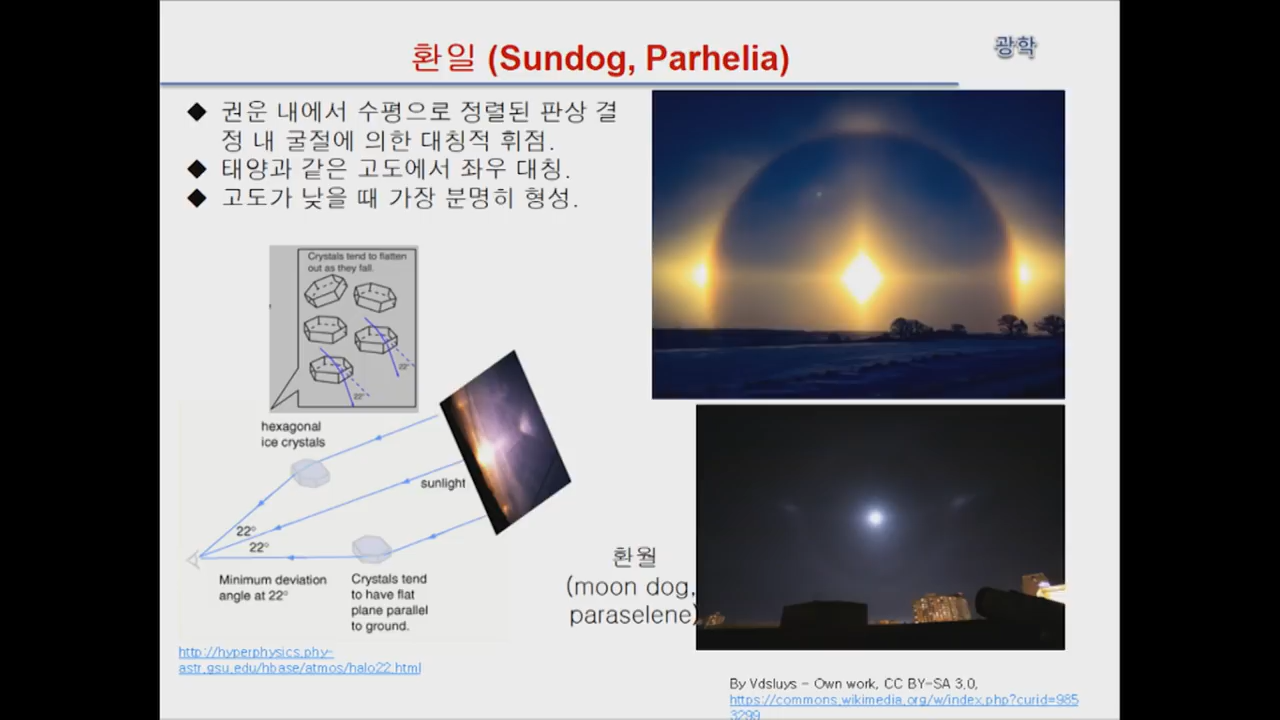 환일 (Sundog, Parhelia)
광학
◆ 권운 내에서 수평으로 정렬된 판상 결
정 내 굴절에 의한 대칭적 휘점.
◆ 태양과 같은 고도에서 좌우 대칭.
◆ 고도가 낮을 때 가장 분명히 형성.
Crystals tend to flatten
out as they fall.
22°
22°
hexagonal
ice crystals
sunlight
22°
22°
Minimum deviation
angle at 22°
Crystals tend
to have flat
plane parallel
to ground.
환월
(moon dog,
paraselene)
http://hyperphysics.phy-
astr.gsu.edu/hbase/atmos/halo22.html
By Vdsluys - Own work, CC BY-SA 3.0,
https://commons.wikimedia.org/w/index.php?curid=985
3299